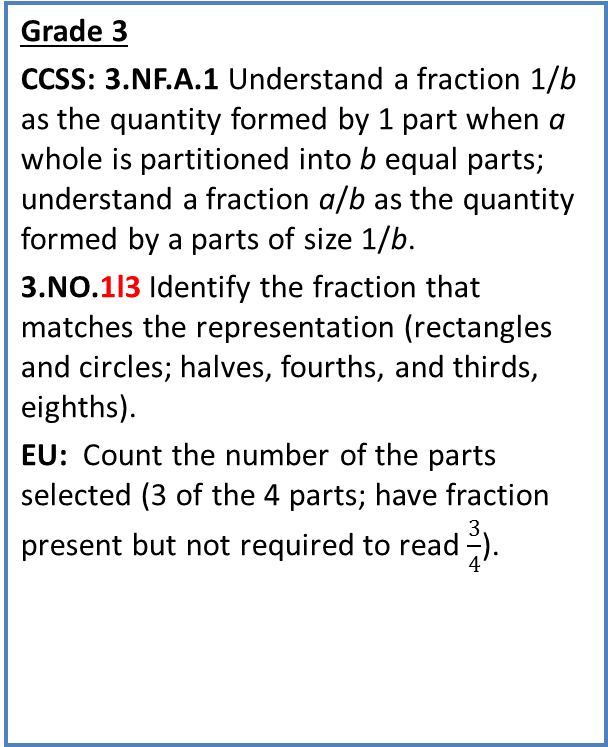 Grade 3
CCSS: 3.NF.A.1 Understand a fraction 1/b
as the quantity formed by 1 part when a
whole is partitioned into b equal parts;
understand a fraction a/b as the quantity
formed by a parts of size 1/b.
3.NO.1l3 Identify the fraction that
matches the representation (rectangles
and circles; halves, fourths, and thirds,
eighths).
EU:  Count the number of the parts
selected (3 of the 4 parts; have fraction
present but not required to read 3/4).